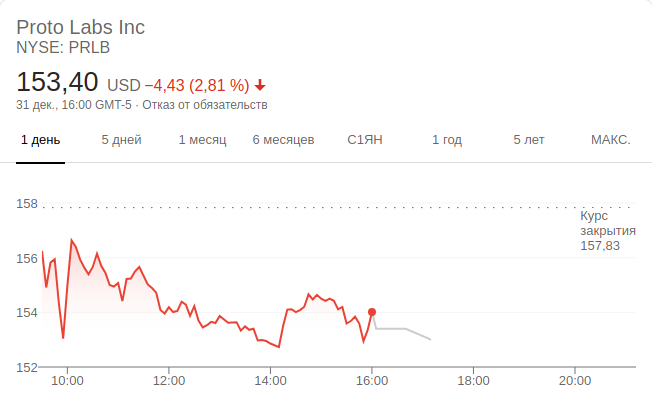 Proto Labs Inc
NYSE: PRLB
153,40 USD −4,43 (2,81 %)
31 дек., 16:00 GMT-5 · Отказ от обязательств
1 день 5 дней 1 месяц 6 месяцев С1ЯН 1 год 5 лет МАКС.
158
Курс
закрытия
157,83
156
154
152
10:00 12:00 14:00 16:00 18:00 20:00